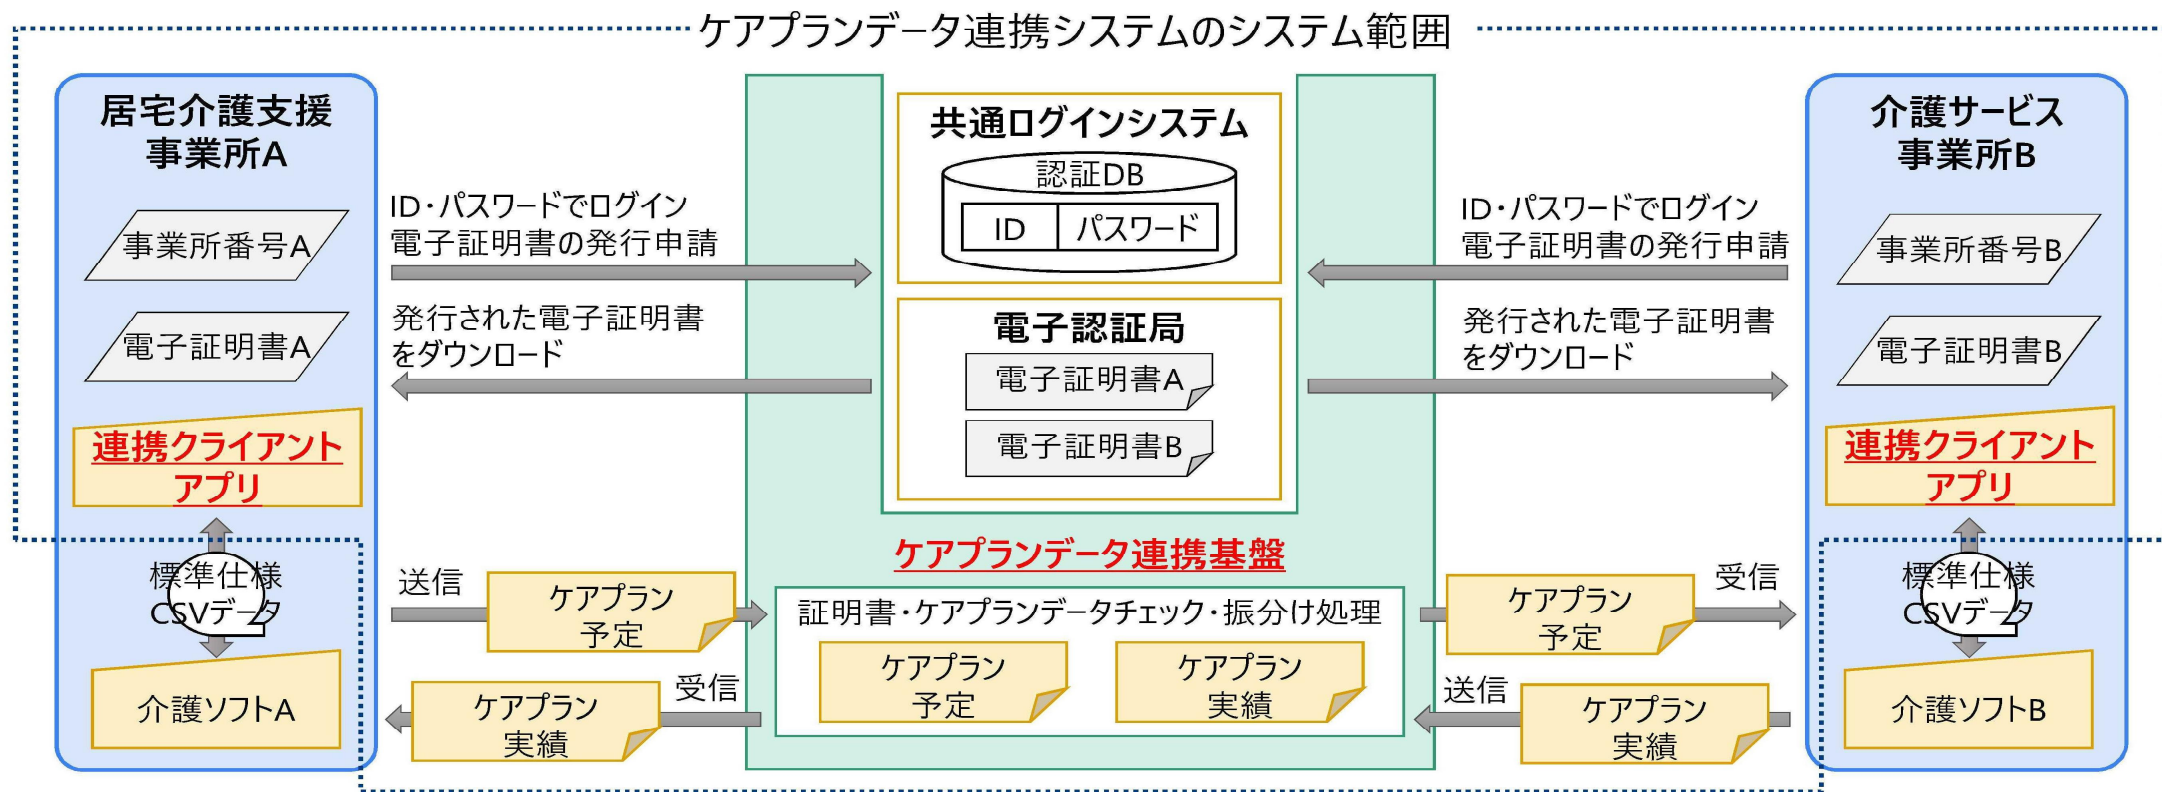 ケアプランデータ連携システムのシステム範囲
居宅介護支援
事業所A
事業所番号A
電子証明書A
連携クライアント
アプリ
標準仕様
CSVデータ
介護ソフトA
ID・パスワードでログイン
電子証明書の発行申請
発行された電子証明書
をダウンロード
送信
ケアプラン
予定
受信
ケアプラン
実績
共通ログインシステム
認証DB
ID
パスワード
電子認証局
電子証明書A
電子証明書B
ケアプランデータ連携基盤
証明書・ケアプランデータチェック・振分け処理
ケアプラン
予定
ケアプラン
実績
ID・パスワードでログイン
電子証明書の発行申請
発行された電子証明書
をダウンロード
ケアプラン
予定
受信
送信
ケアプラン
実績
介護サービス
事業所B
事業所番号B
電子証明書B
連携クライアント
アプリ
標準仕様
CSVデータ
介護ソフトB